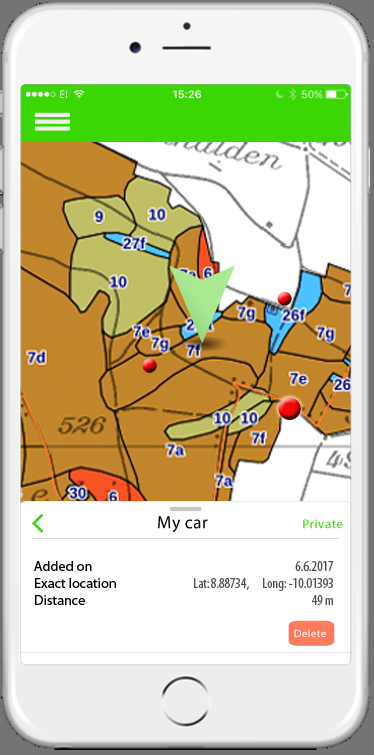 EI 15:26 50%
halden
9
10
27f
10
7a 6
7g 26f
7e
7g 7f
7g
7d
7e
26
10 10
526
7f
7a
49
7a
30 6
e
My car Private
Added on 6.6.2017
Exact location Lat: 8.88734, Long: -10.01393
Distance 49 m
Delete